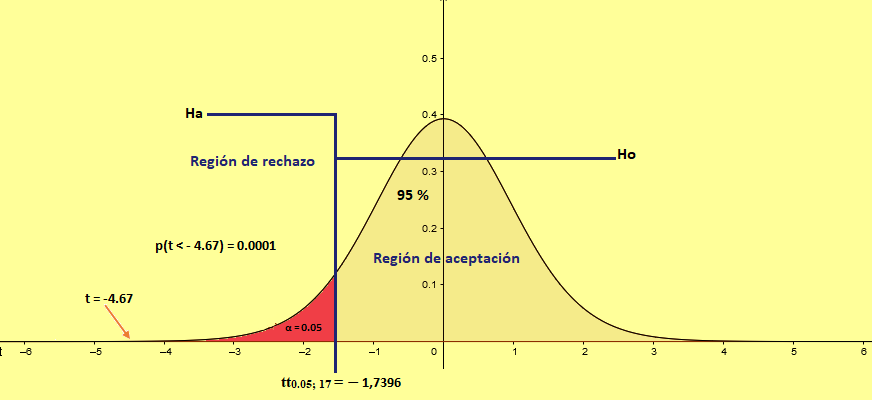 0.5
0.4
Ha
Ho
Región de rechazo
0.3
95 %
0.2
p(t < - 4.67) = 0.0001
Región de aceptación
0.1
t = -4.67
α = 0.05
t −6 −5 −4 −3 −2 −1 0 1 2 3 4 5 6
tt0.05; 17 = − 1,7396